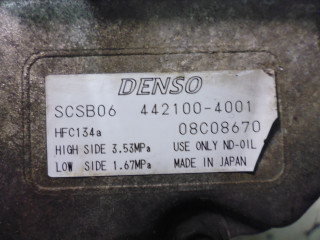 DENSO
SCSB06 442100-4001
HFC134a 08C08670
HIGH SIDE 3.53MPa USE ONLY ND-OIL
LOW SIDE 1.67MPa MADE IN JAPAN